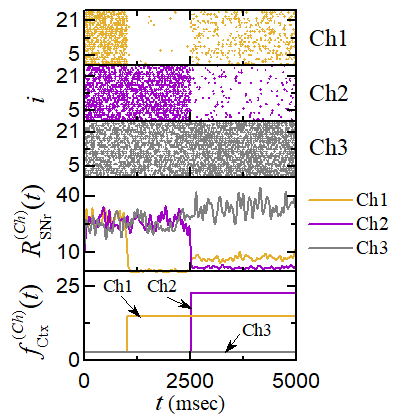 21
5
Ch1
21
5
Ch2
i
21
5
Ch3
40
10
R_SNr^(Ch)(t)
Ch1
Ch2
Ch3
25
0
f_Ctx^(Ch)(t)
Ch1
Ch2
Ch3
0 2500 5000
t (msec)